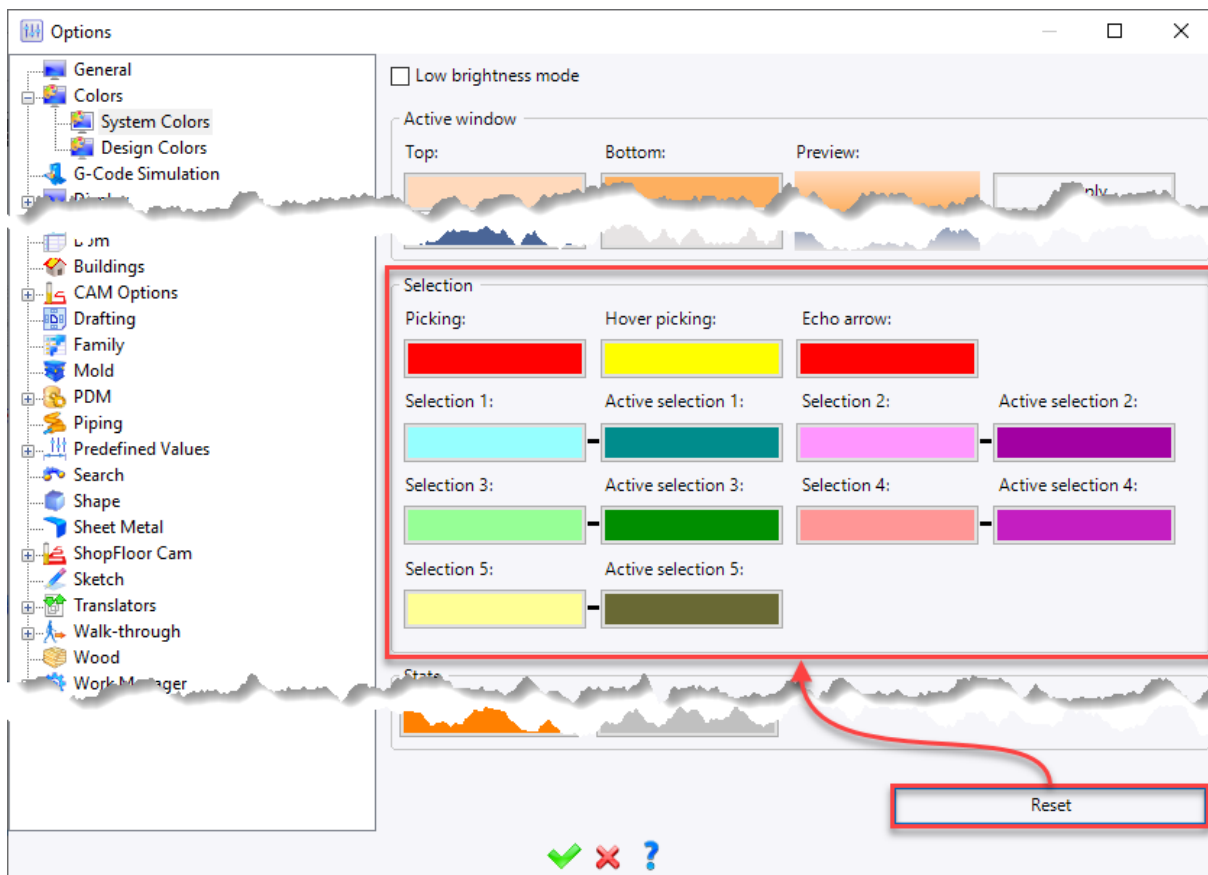 Options
General
Colors
System Colors
Design Colors
G-Code Simulation
Buildings
CAM Options
Drafting
Family
Mold
PDM
Piping
Predefined Values
Search
Shape
Sheet Metal
ShopFloor Cam
Sketch
Translators
Walk-through
Wood
Low brightness mode
Active window
Top: Bottom: Preview:
Selection
Picking: Hover picking: Echo arrow:
Selection 1: Active selection 1: Selection 2: Active selection 2:
Selection 3: Active selection 3: Selection 4: Active selection 4:
Selection 5: Active selection 5:
State
Reset